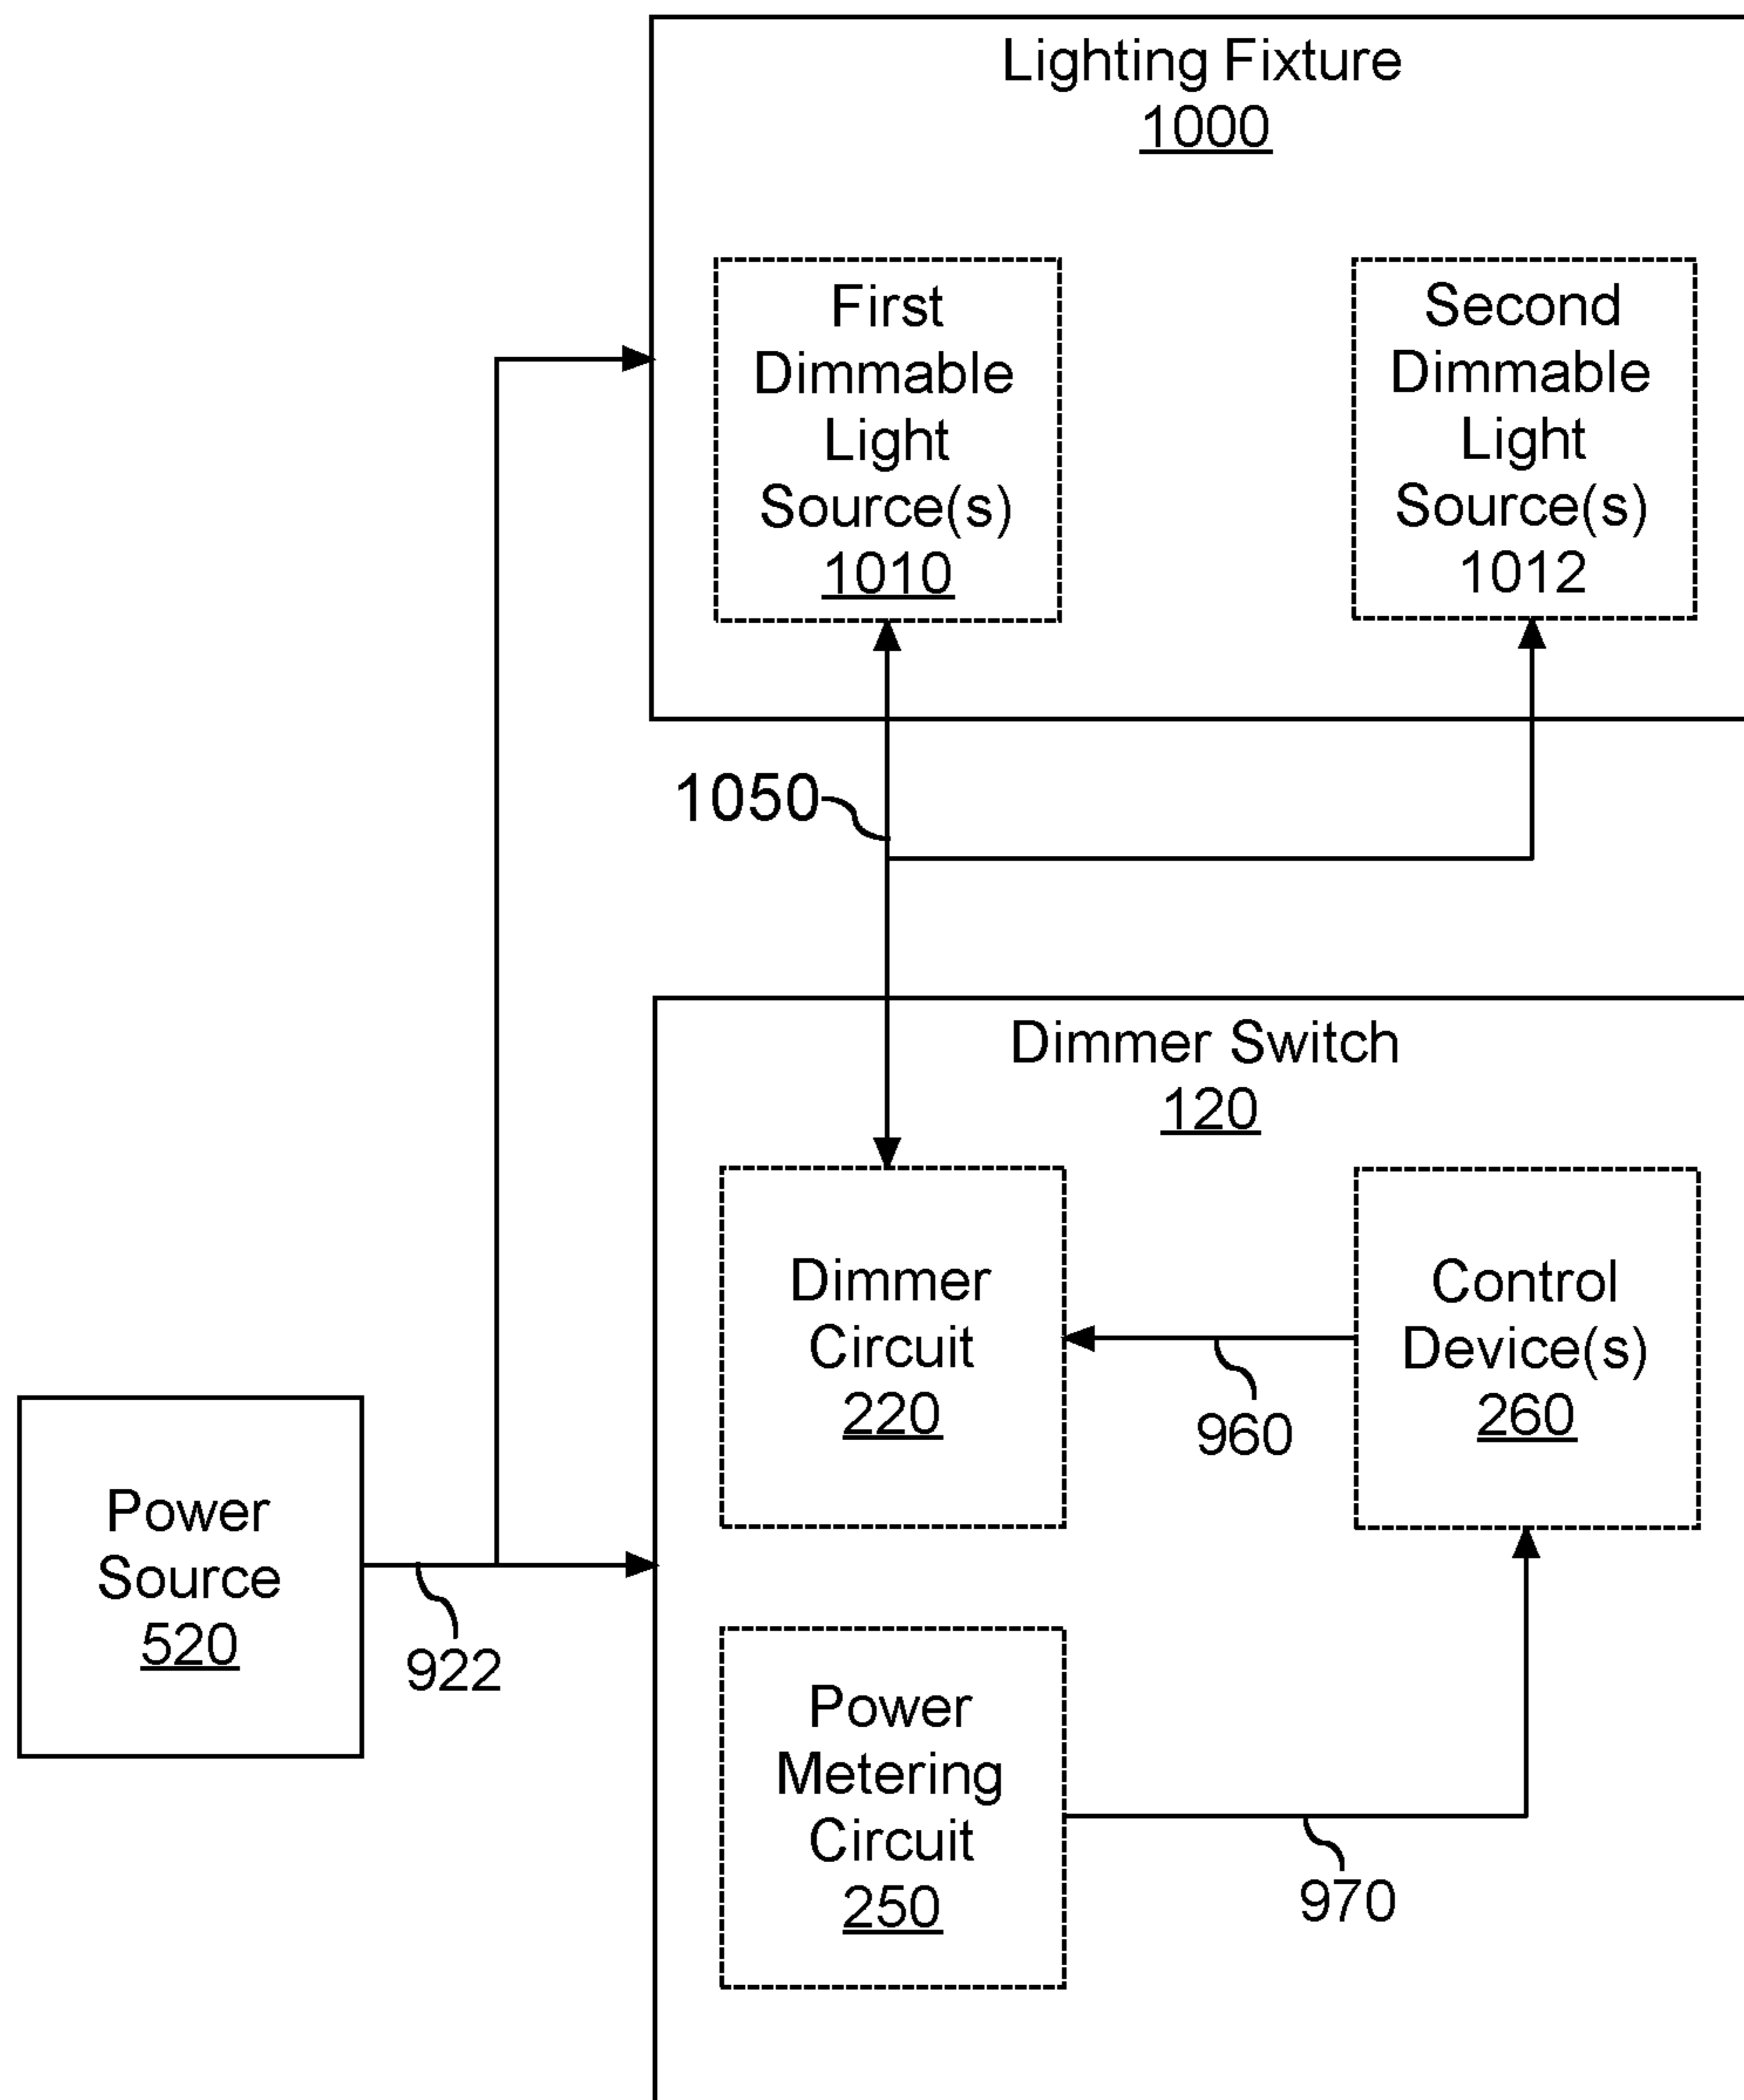 Lighting Fixture
1000
First
Dimmable
Light
Source(s)
1010
Second
Dimmable
Light
Source(s)
1012
1050
Dimmer Switch
120
Dimmer
Circuit
220
960
Control
Device(s)
260
Power
Source
520
922
Power
Metering
Circuit
250
970